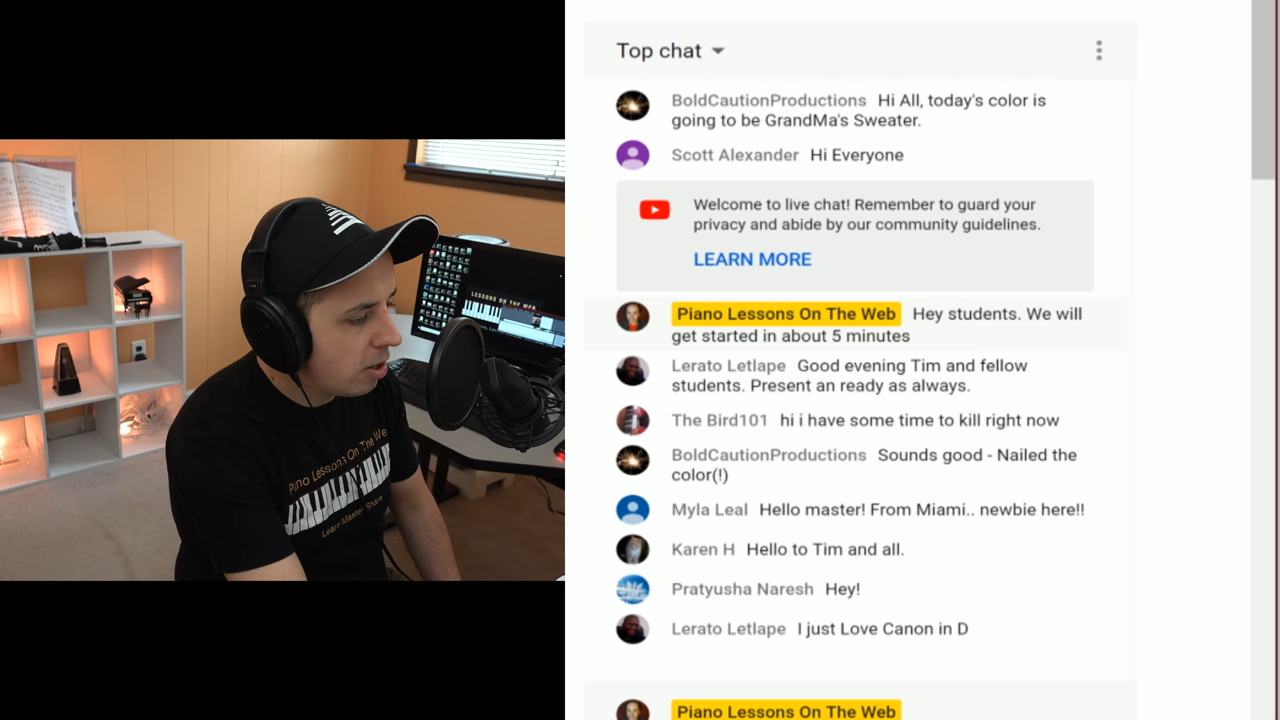 Top chat
BoldCautionProductions Hi All, today's color is
going to be GrandMa's Sweater.
Scott Alexander Hi Everyone
Welcome to live chat! Remember to guard your
privacy and abide by our community guidelines.
LEARN MORE
Piano Lessons On The Web Hey students. We will
get started in about 5 minutes
Lerato Letlape Good evening Tim and fellow
students. Present an ready as always.
The Bird101 hi i have some time to kill right now
BoldCautionProductions Sounds good - Nailed the
color(!)
Myla Leal Hello master! From Miami.. newbie here!!
Karen H Hello to Tim and all.
Pratyusha Naresh Hey!
Lerato Letlape I just Love Canon in D
Piano Lessons On The Web
LESSONS ON THE WEB
Piano Lessons On The We
Learn Master Share